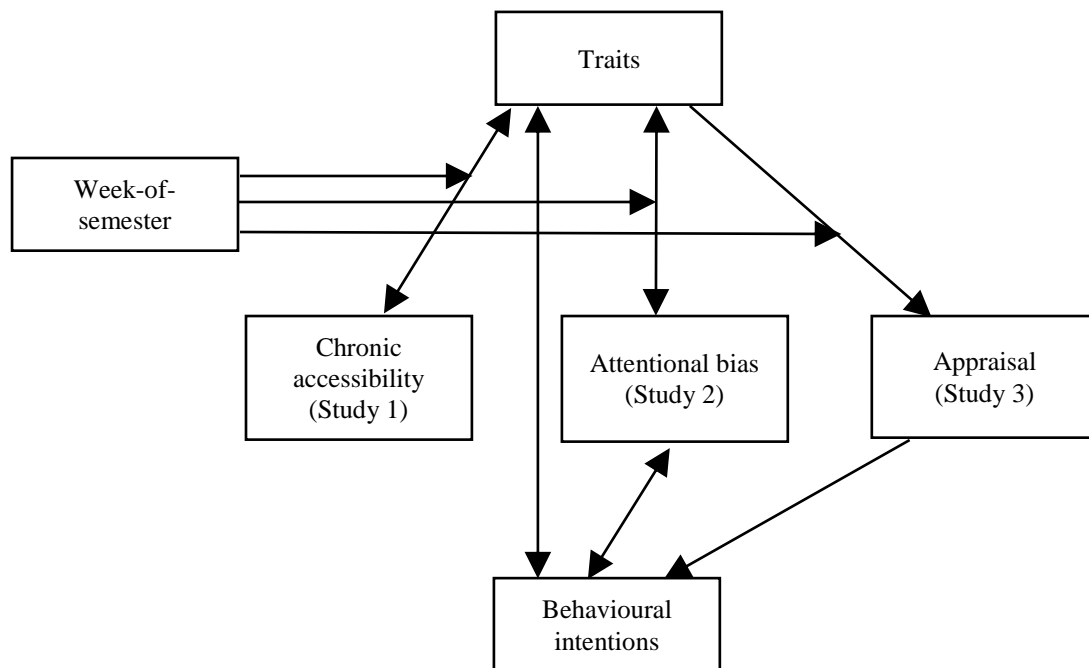 Traits
Week-of-
semester
Chronic
accessibility
(Study 1)
Attentional bias
(Study 2)
Appraisal
(Study 3)
Behavioural
intentions